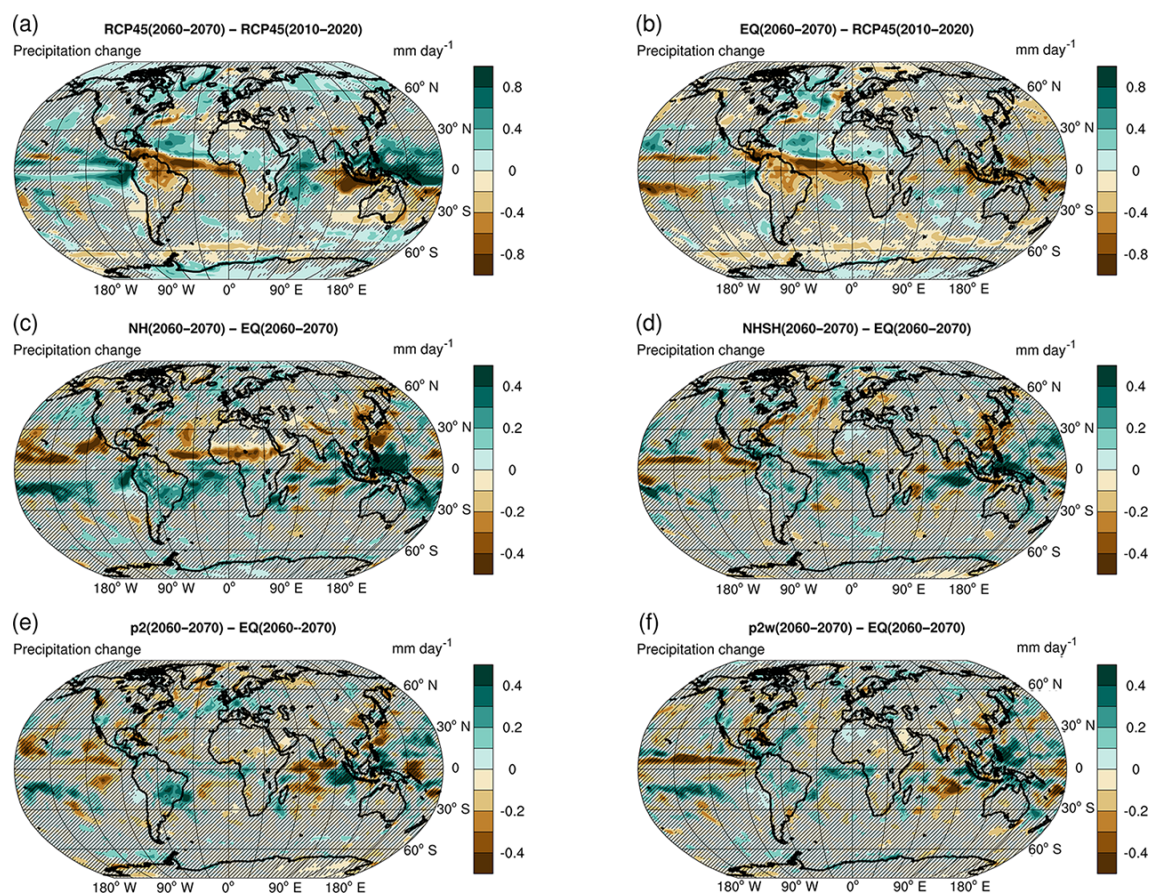 (a)
RCP45(2060–2070) – RCP45(2010–2020)
Precipitation change
mm day-1
60° N
30° N
0
30° S
60° S
180° W 90° W 0° 90° E 180° E
0.8
0.4
0
-0.4
-0.8
(b)
EQ(2060–2070) – RCP45(2010–2020)
Precipitation change
mm day-1
60° N
30° N
0
30° S
60° S
180° W 90° W 0° 90° E 180° E
0.8
0.4
0
-0.4
-0.8
(c)
NH(2060–2070) – EQ(2060–2070)
Precipitation change
mm day-1
60° N
30° N
0
30° S
60° S
180° W 90° W 0° 90° E 180° E
0.4
0.2
0
-0.2
-0.4
(d)
NHSH(2060–2070) – EQ(2060–2070)
Precipitation change
mm day-1
60° N
30° N
0
30° S
60° S
180° W 90° W 0° 90° E 180° E
0.4
0.2
0
-0.2
-0.4
(e)
p2(2060–2070) – EQ(2060--2070)
Precipitation change
mm day-1
60° N
30° N
0
30° S
60° S
180° W 90° W 0° 90° E 180° E
0.4
0.2
0
-0.2
-0.4
(f)
p2w(2060–2070) – EQ(2060–2070)
Precipitation change
mm day-1
60° N
30° N
0
30° S
60° S
180° W 90° W 0° 90° E 180° E
0.4
0.2
0
-0.2
-0.4